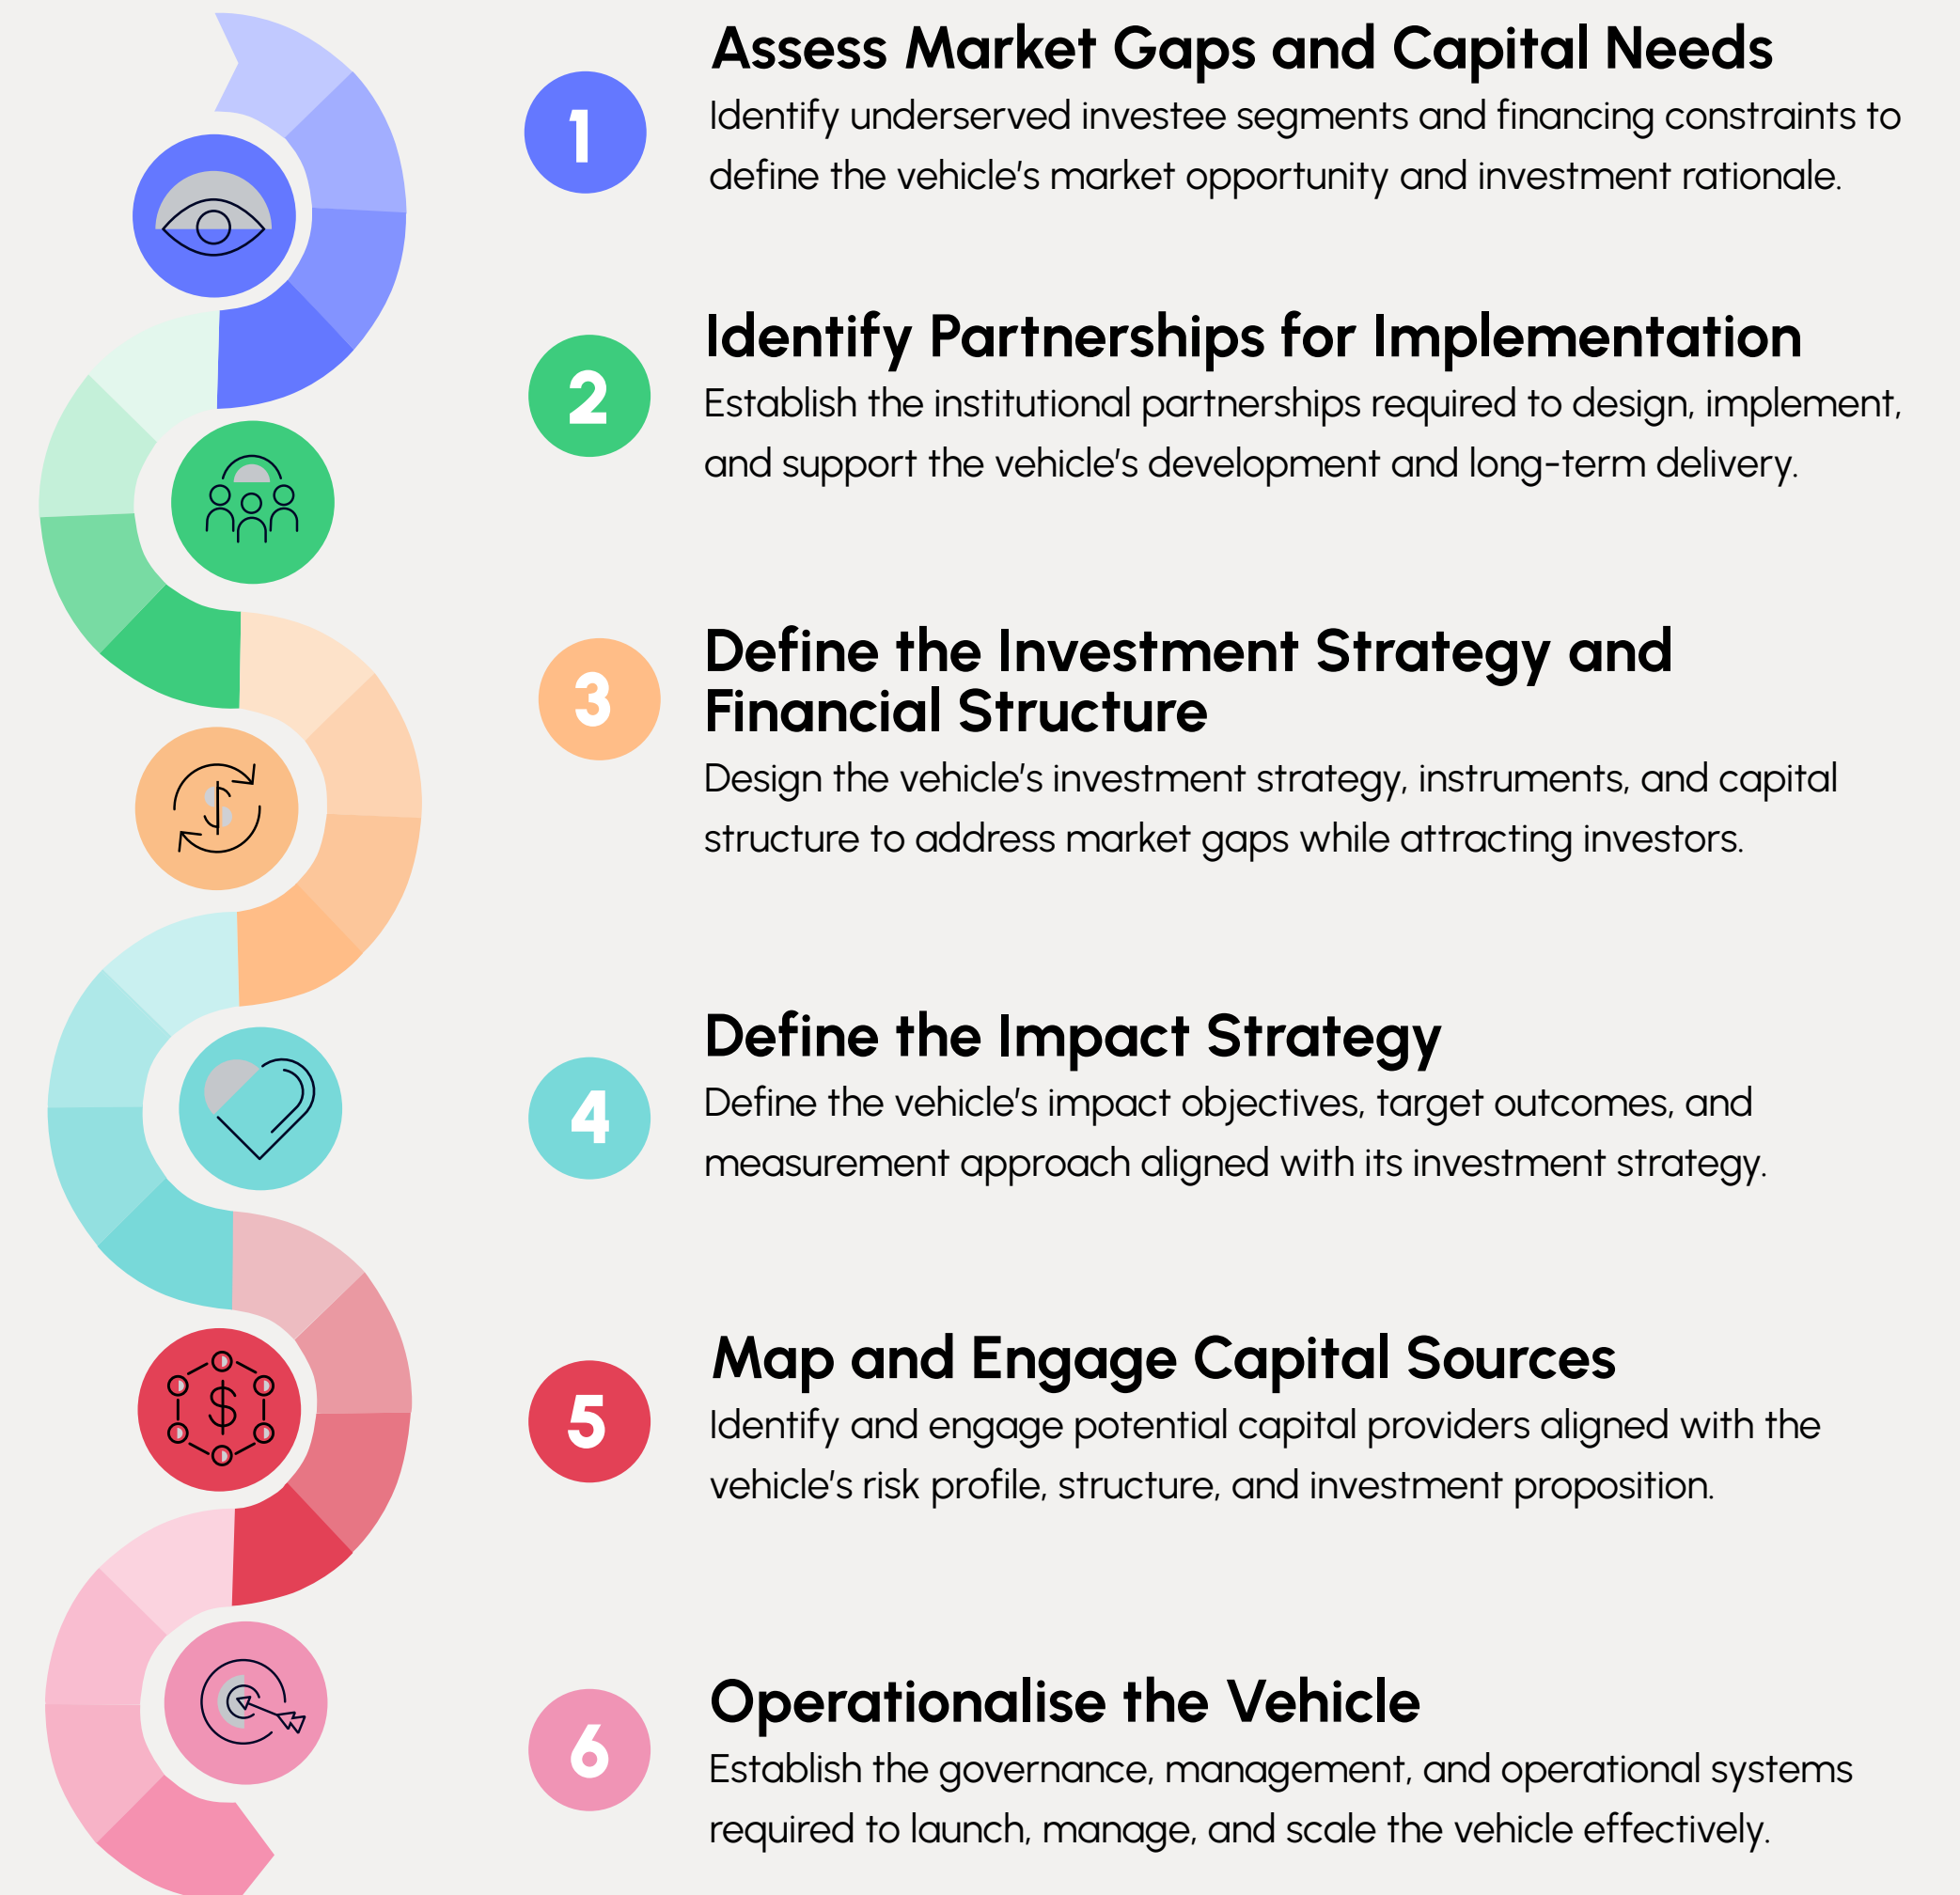 1
Assess Market Gaps and Capital Needs
Identify underserved investee segments and financing constraints to
define the vehicle's market opportunity and investment rationale.
2
Identify Partnerships for Implementation
Establish the institutional partnerships required to design, implement,
and support the vehicle's development and long-term delivery.
3
Define the Investment Strategy and
Financial Structure
Design the vehicle's investment strategy, instruments, and capital
structure to address market gaps while attracting investors.
4
Define the Impact Strategy
Define the vehicle's impact objectives, target outcomes, and
measurement approach aligned with its investment strategy.
5
Map and Engage Capital Sources
Identify and engage potential capital providers aligned with the
vehicle's risk profile, structure, and investment proposition.
6
Operationalise the Vehicle
Establish the governance, management, and operational systems
required to launch, manage, and scale the vehicle effectively.